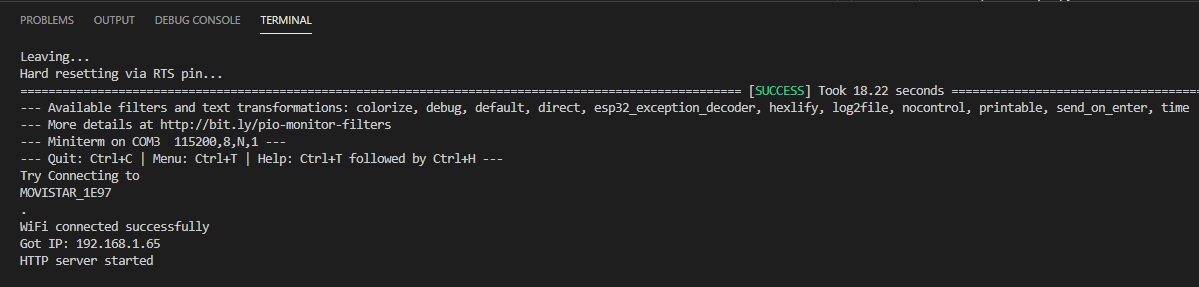 PROBLEMS OUTPUT DEBUG CONSOLE TERMINAL
Leaving...
Hard resetting via RTS pin...
======================================================================================================= [SUCCESS] Took 18.22 seconds ===================================
--- Available filters and text transformations: colorize, debug, default, direct, esp32_exception_decoder, hexlify, log2file, nocontrol, printable, send_on_enter, time
--- More details at http://bit.ly/pio-monitor-filters
--- Miniterm on COM3  115200,8,N,1 ---
--- Quit: Ctrl+C | Menu: Ctrl+T | Help: Ctrl+T followed by Ctrl+H ---
Try Connecting to
MOVISTAR_1E97
.
WiFi connected successfully
Got IP: 192.168.1.65
HTTP server started